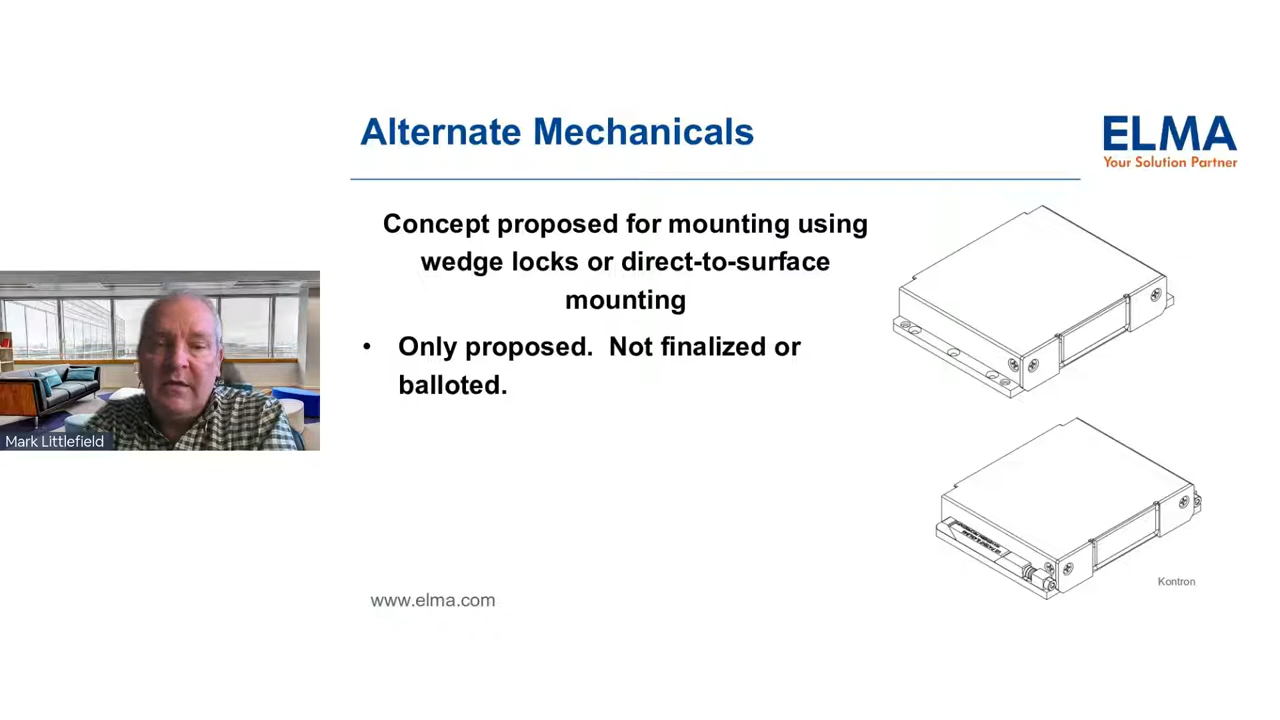 Alternate Mechanicals
ELMA
Your Solution Partner
Concept proposed for mounting using
wedge locks or direct-to-surface
mounting
• Only proposed.  Not finalized or
balloted.
Mark Littlefield
Kontron
www.elma.com